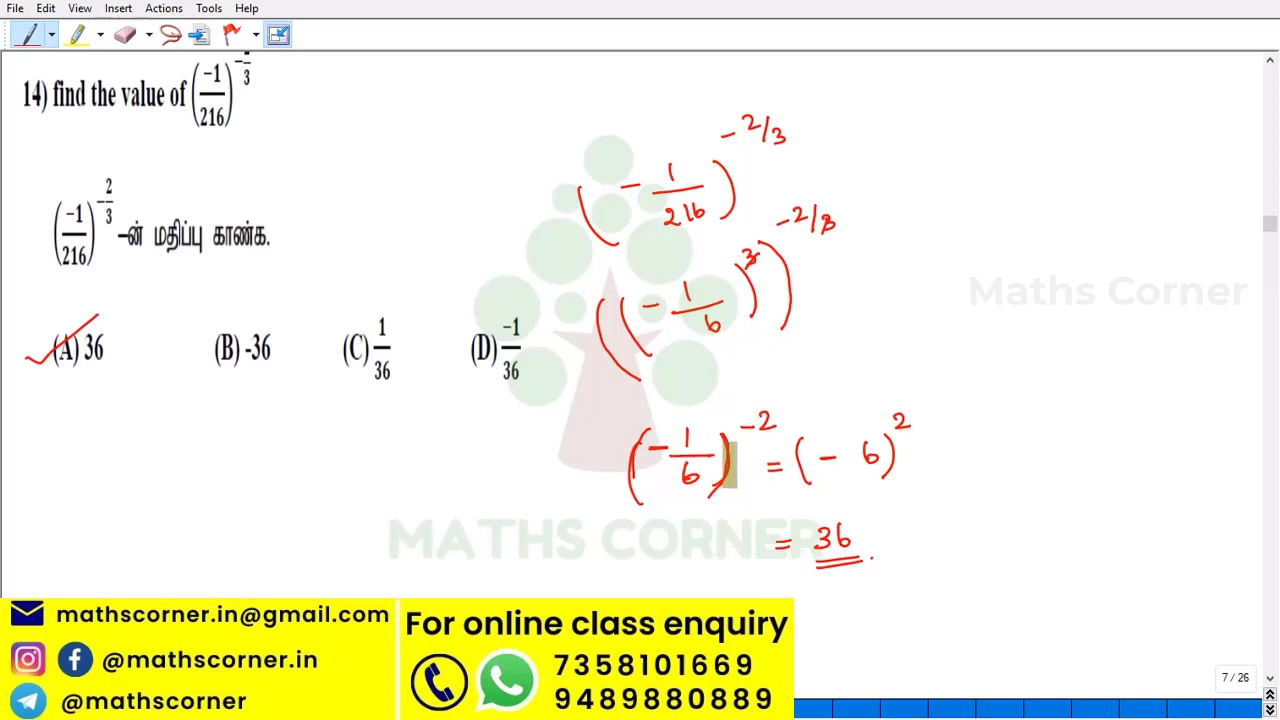 File Edit View Insert Actions Tools Help
14) find the value of (-1/216)^(-2/3)
(-1/216)^(-2/3) –ன் மதிப்பு காண்க.
(A) 36 (B) -36 (C) 1/36 (D) -1/36
(-1/216)^(-2/3)
((-1/6)^3)^(-2/3)
(-1/6)^(-2) = (-6)^2
= 36.
Maths Corner
MATHS CORNER
mathscorner.in@gmail.com
@mathscorner.in
@mathscorner
For online class enquiry
7358101669
9489880889
7 / 26